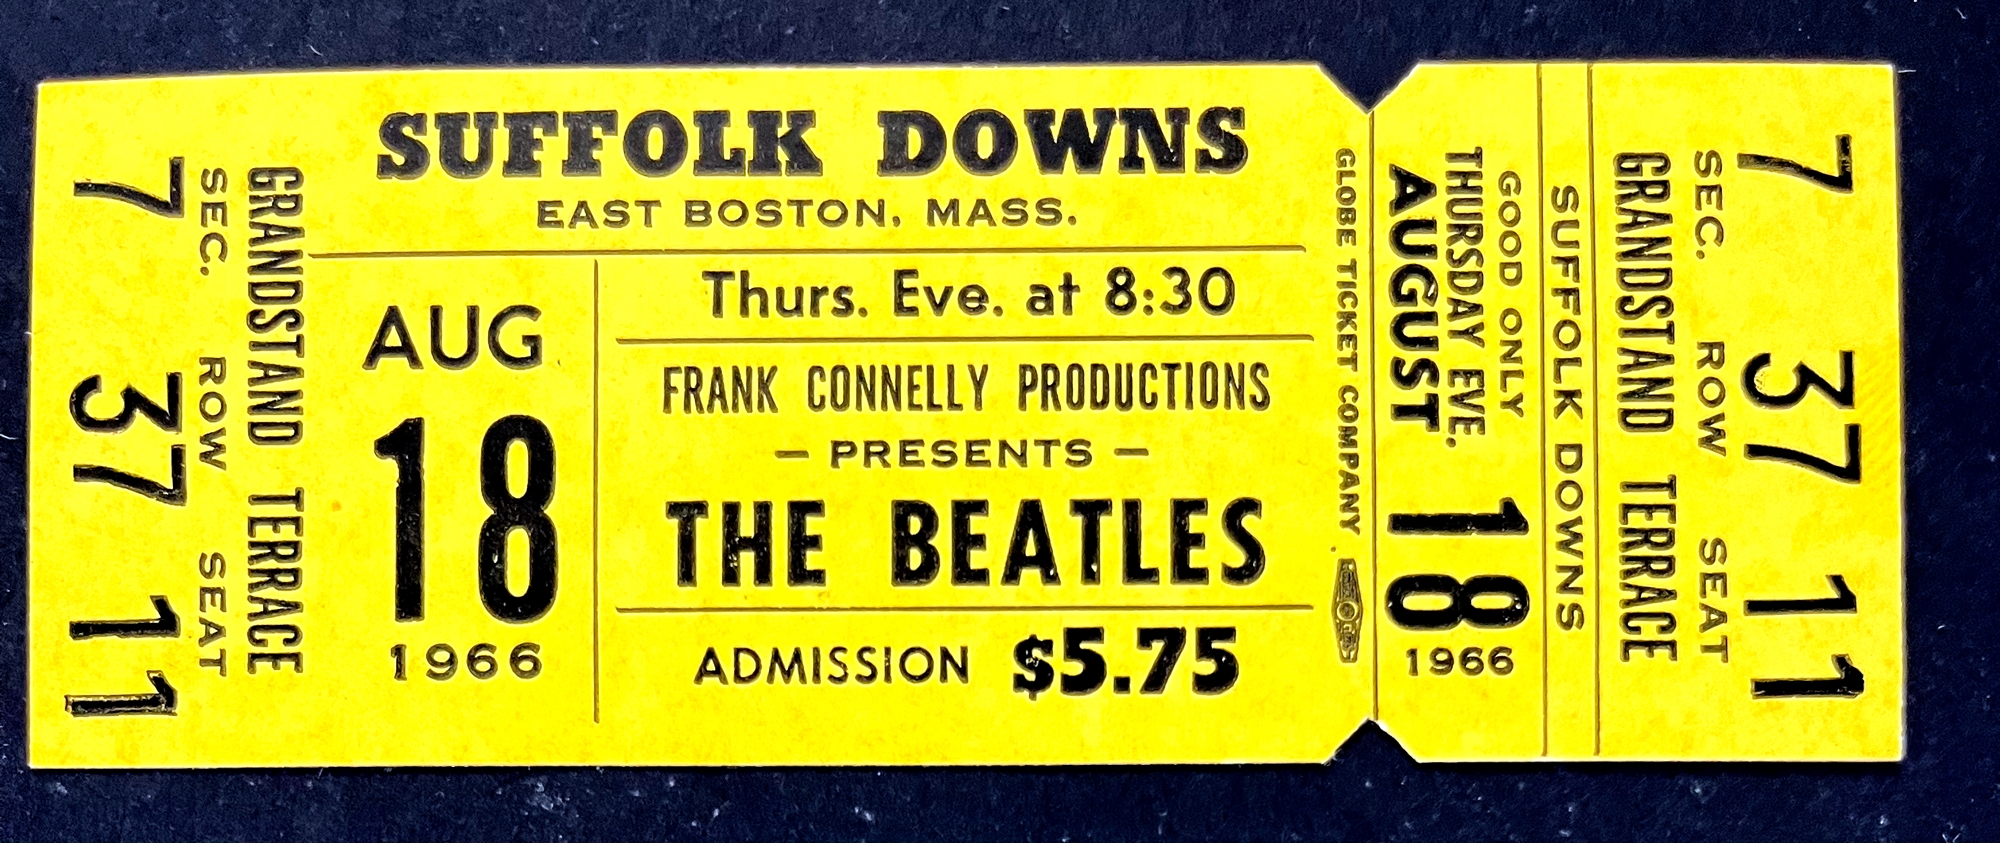 7 37 11
SEC. ROW SEAT
GRANDSTAND TERRACE
SUFFOLK DOWNS
EAST BOSTON, MASS.
AUG
18
1966
Thurs. Eve. at 8:30
FRANK CONNELLY PRODUCTIONS
— PRESENTS —
THE BEATLES
ADMISSION $5.75
GLOBE TICKET COMPANY
GOOD ONLY
THURSDAY EVE.
AUGUST 18
1966
SUFFOLK DOWNS
7 37 11
SEC. ROW SEAT
GRANDSTAND TERRACE